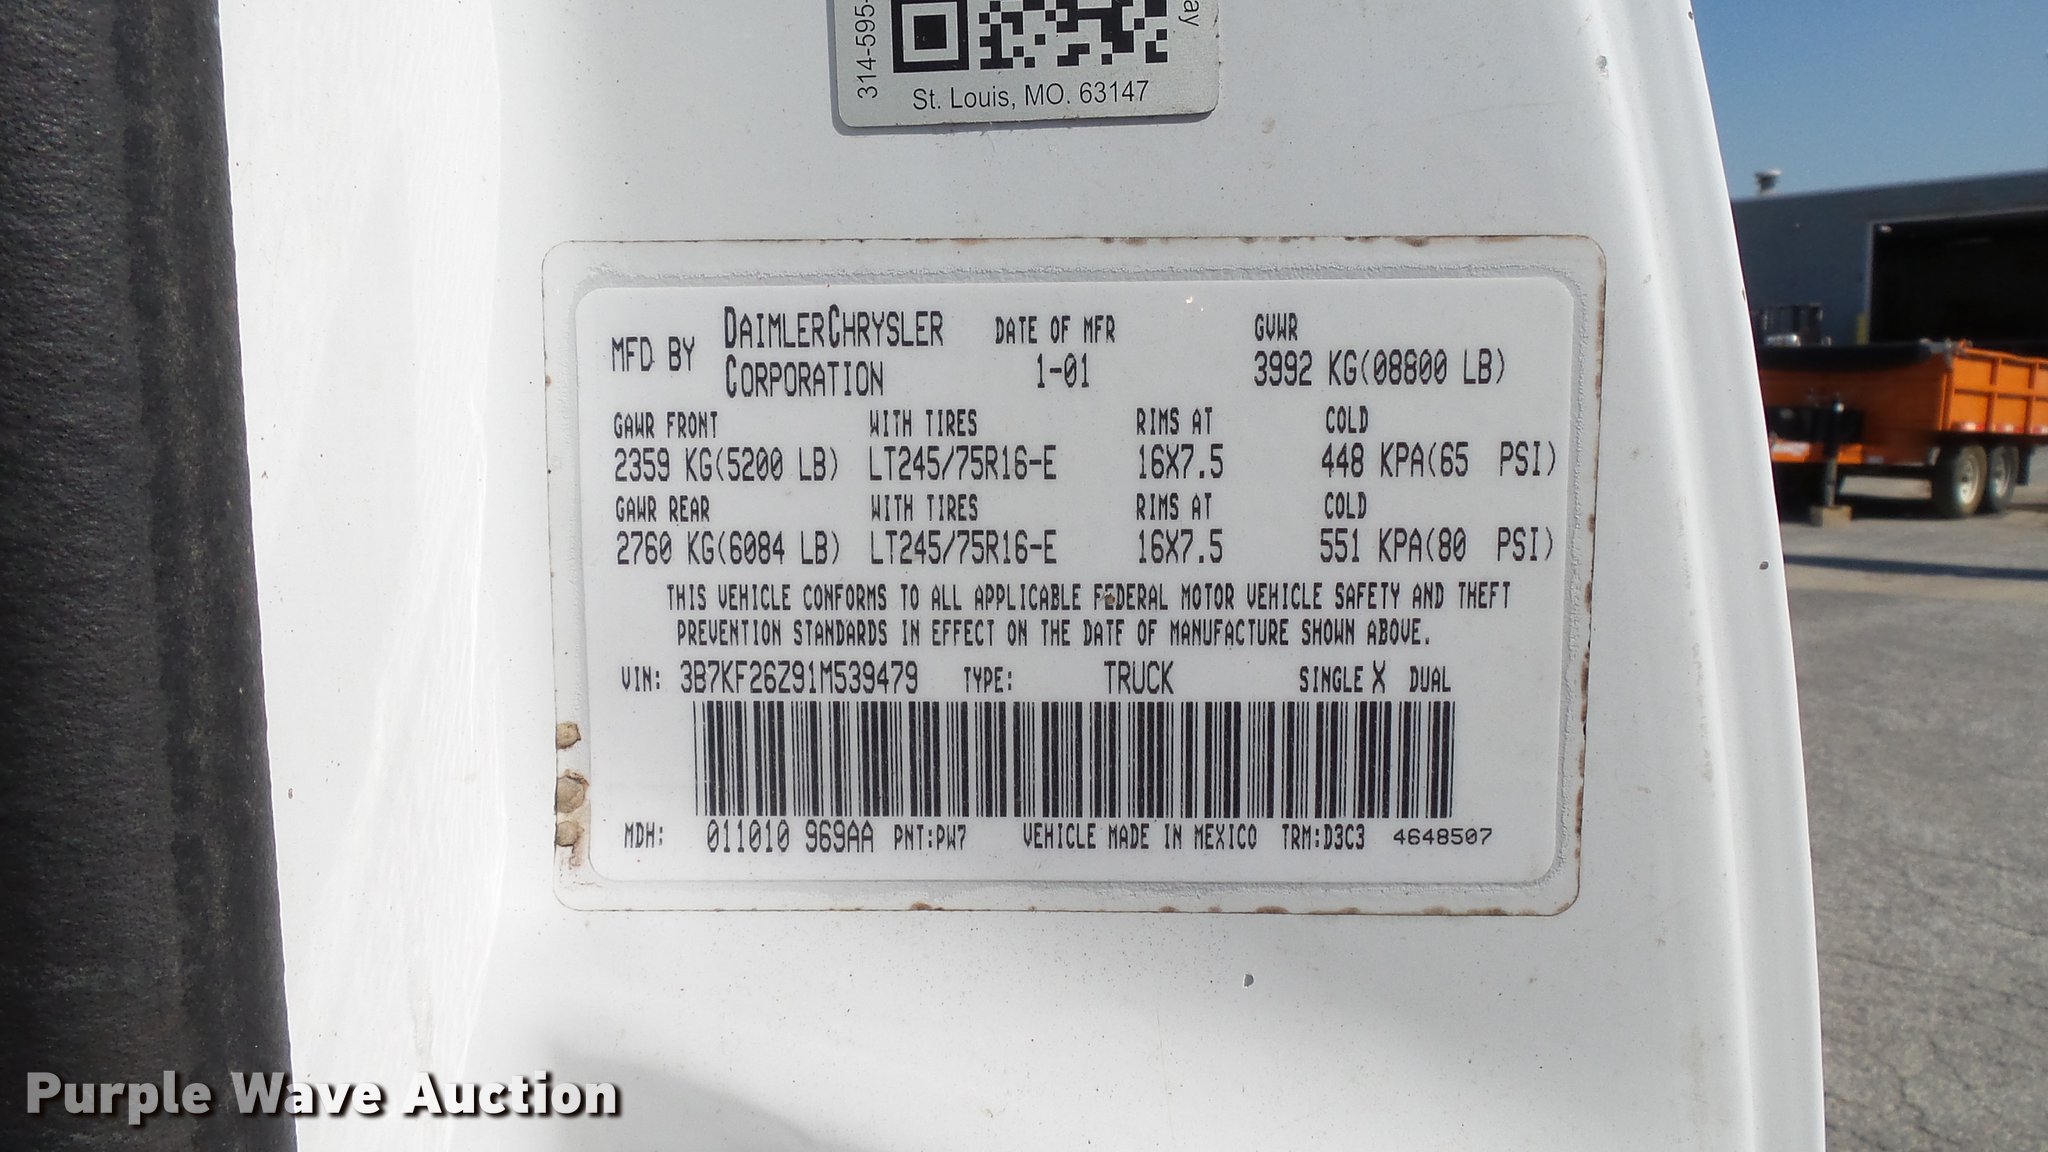 314-595-
ay
St. Louis, MO. 63147
MFD BY DAIMLERCHRYSLER CORPORATION DATE OF MFR 1-01 GVWR 3992 KG(08800 LB)
GAWR FRONT WITH TIRES RIMS AT COLD
2359 KG(5200 LB) LT245/75R16-E 16X7.5 448 KPA(65 PSI)
GAWR REAR WITH TIRES RIMS AT COLD
2760 KG(6084 LB) LT245/75R16-E 16X7.5 551 KPA(80 PSI)
THIS VEHICLE CONFORMS TO ALL APPLICABLE FEDERAL MOTOR VEHICLE SAFETY AND THEFT
PREVENTION STANDARDS IN EFFECT ON THE DATE OF MANUFACTURE SHOWN ABOVE.
VIN: 3B7KF26Z91M539479 TYPE: TRUCK SINGLE X DUAL
MDH: 011010 969AA PNT:PW7 VEHICLE MADE IN MEXICO TRM:D3C3 4648507
Purple Wave Auction